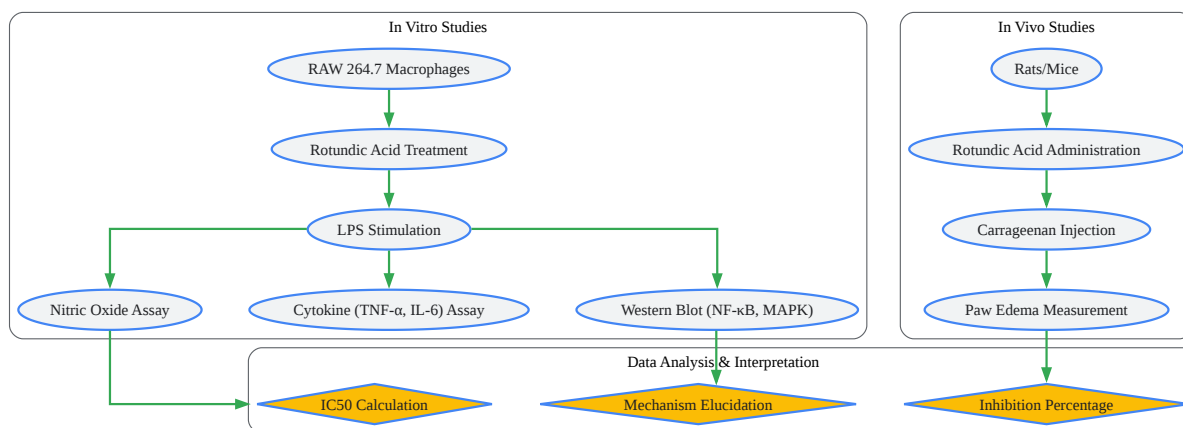 In Vitro Studies
RAW 264.7 Macrophages
Rotundic Acid Treatment
LPS Stimulation
Nitric Oxide Assay
Cytokine (TNF-α, IL-6) Assay
Western Blot (NF-κB, MAPK)
In Vivo Studies
Rats/Mice
Rotundic Acid Administration
Carrageenan Injection
Paw Edema Measurement
Data Analysis & Interpretation
IC50 Calculation
Mechanism Elucidation
Inhibition Percentage